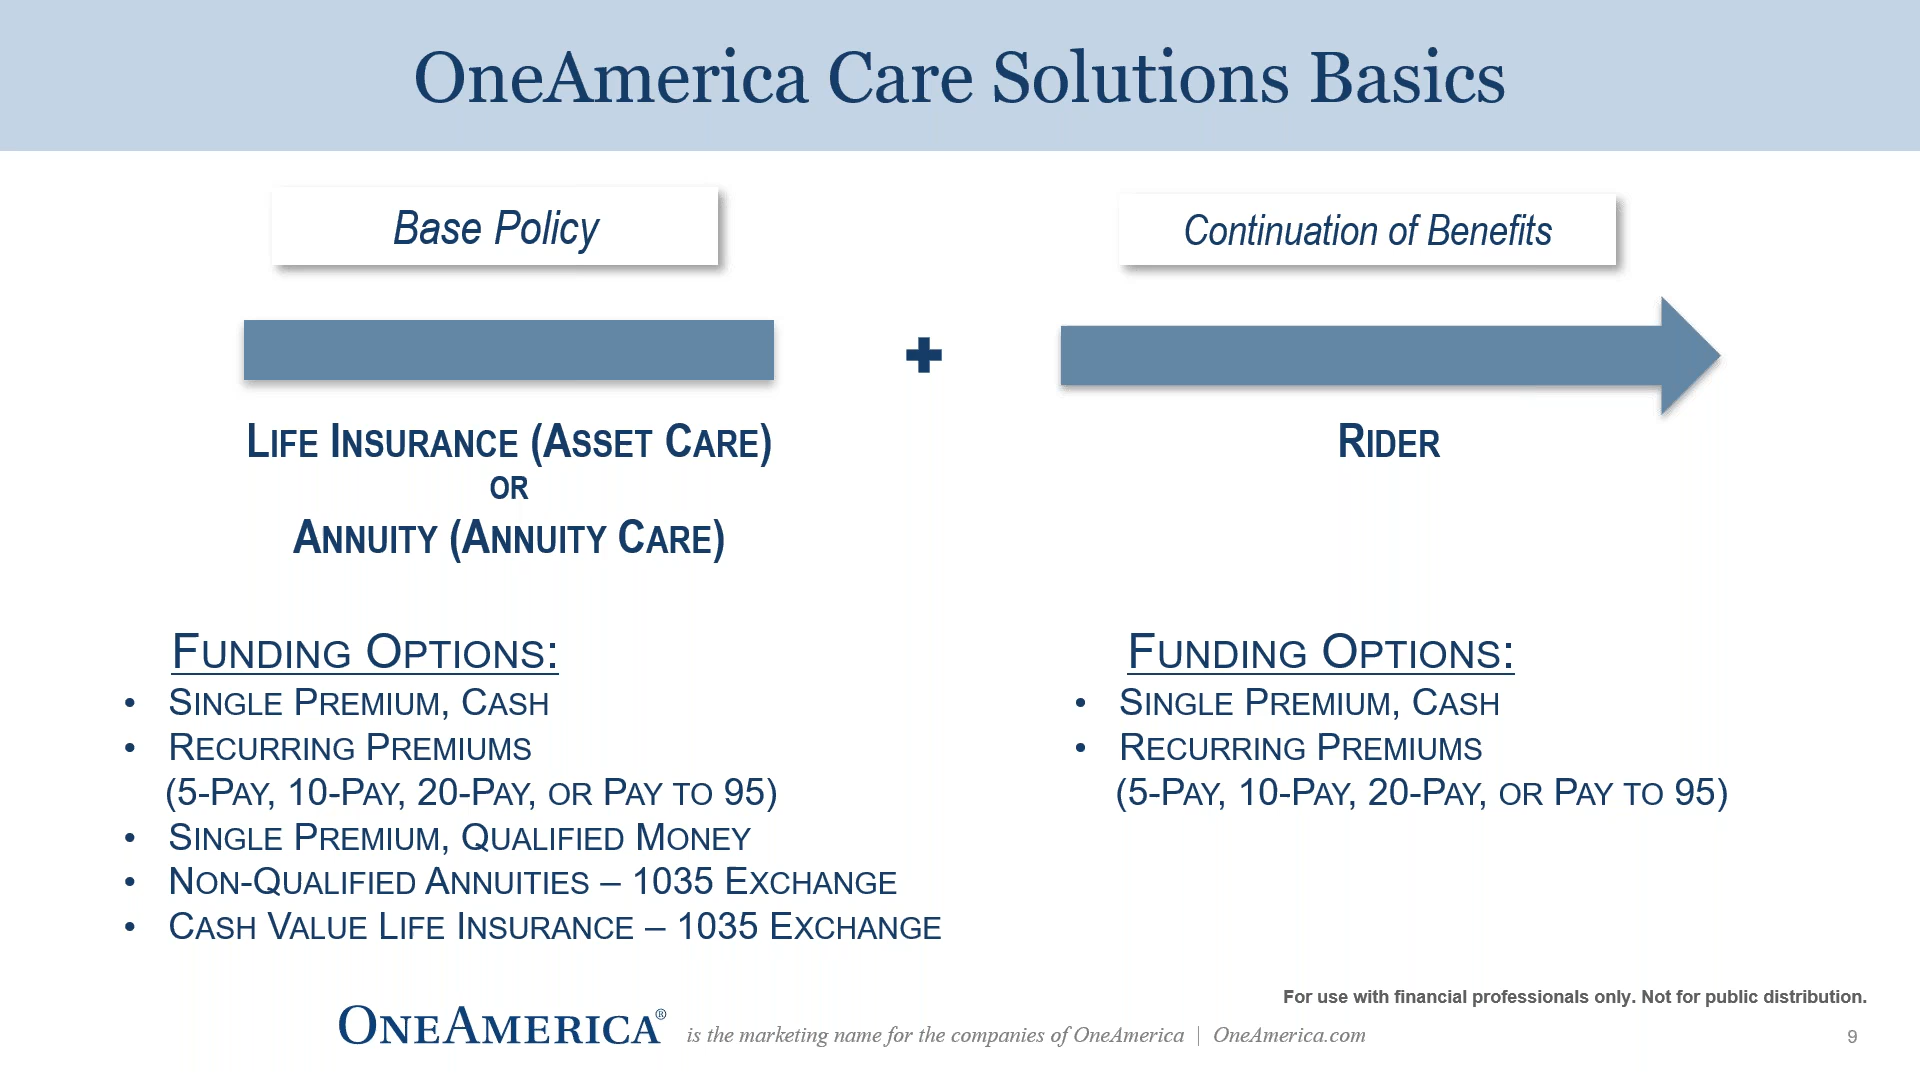 OneAmerica Care Solutions Basics
Base Policy
LIFE INSURANCE (ASSET CARE)
OR
ANNUITY (ANNUITY CARE)
FUNDING OPTIONS:
• SINGLE PREMIUM, CASH
• RECURRING PREMIUMS
(5-PAY, 10-PAY, 20-PAY, OR PAY TO 95)
• SINGLE PREMIUM, QUALIFIED MONEY
• NON-QUALIFIED ANNUITIES – 1035 EXCHANGE
• CASH VALUE LIFE INSURANCE – 1035 EXCHANGE
Continuation of Benefits
RIDER
FUNDING OPTIONS:
• SINGLE PREMIUM, CASH
• RECURRING PREMIUMS
(5-PAY, 10-PAY, 20-PAY, OR PAY TO 95)
For use with financial professionals only. Not for public distribution.
ONEAMERICA® is the marketing name for the companies of OneAmerica | OneAmerica.com
9